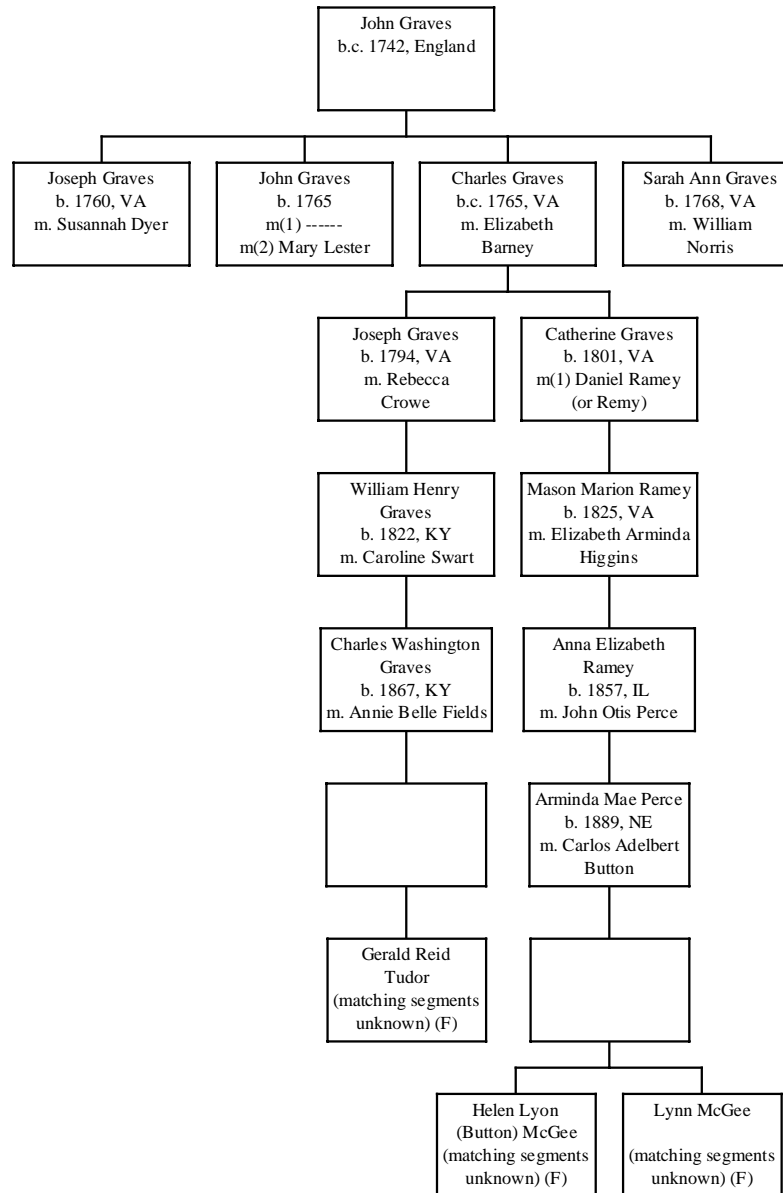 John Graves
b.c. 1742, England
Joseph Graves
b. 1760, VA
m. Susannah Dyer
John Graves
b. 1765
m(1) ------
m(2) Mary Lester
Charles Graves
b.c. 1765, VA
m. Elizabeth
Barney
Sarah Ann Graves
b. 1768, VA
m. William
Norris
Joseph Graves
b. 1794, VA
m. Rebecca
Crowe
Catherine Graves
b. 1801, VA
m(1) Daniel Ramey
(or Remy)
William Henry
Graves
b. 1822, KY
m. Caroline Swart
Mason Marion Ramey
b. 1825, VA
m. Elizabeth Arminda
Higgins
Charles Washington
Graves
b. 1867, KY
m. Annie Belle Fields
Anna Elizabeth
Ramey
b. 1857, IL
m. John Otis Perce
Arminda Mae Perce
b. 1889, NE
m. Carlos Adelbert
Button
Gerald Reid
Tudor
(matching segments
unknown) (F)
Helen Lyon
(Button) McGee
(matching segments
unknown) (F)
Lynn McGee
(matching segments
unknown) (F)